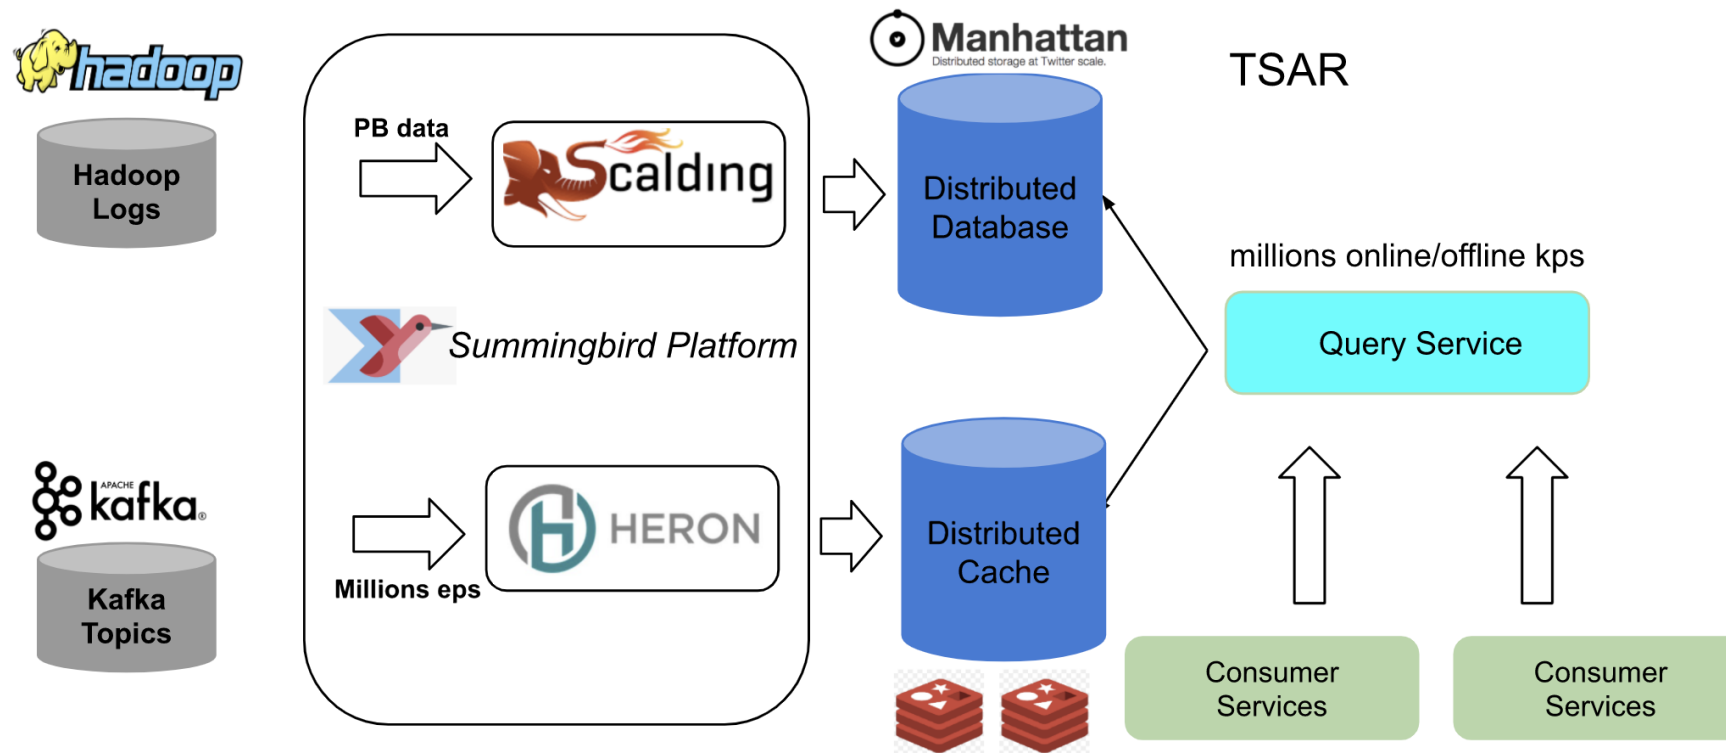 hadoop
Hadoop
Logs
APACHE
kafka®
Kafka
Topics
PB data
Scalding
Summingbird Platform
HERON
Millions eps
Manhattan
Distributed storage at Twitter scale.
Distributed
Database
Distributed
Cache
TSAR
millions online/offline kps
Query Service
Consumer
Services
Consumer
Services